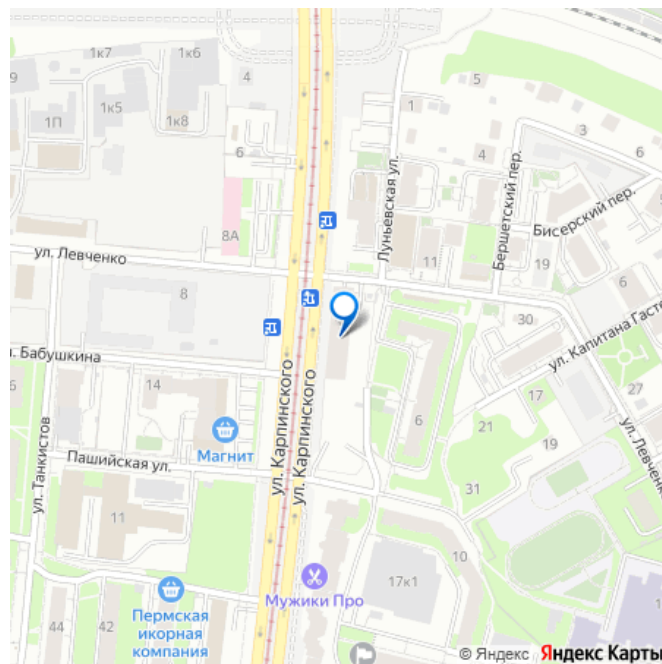 1к7
1к6
9
4
5
1к5
1
1П
1к8
3
6
6
4
Луньевская ул.
Бершетский пер.
Бисерский пер.
8А
ул. Левченко
11
19
6
8
30
ул. Капитана Гасте
. Бабушкина
ул. Карпинского
ул. Карпинского
14
17
27
6
Магнит
21
19
ул. Левченко
ул. Танкистов
Пашийская ул.
31
11
10
17к1
Мужики Про
Пермская
икорная
компания
44
42
© Яндекс Яндекс Карты